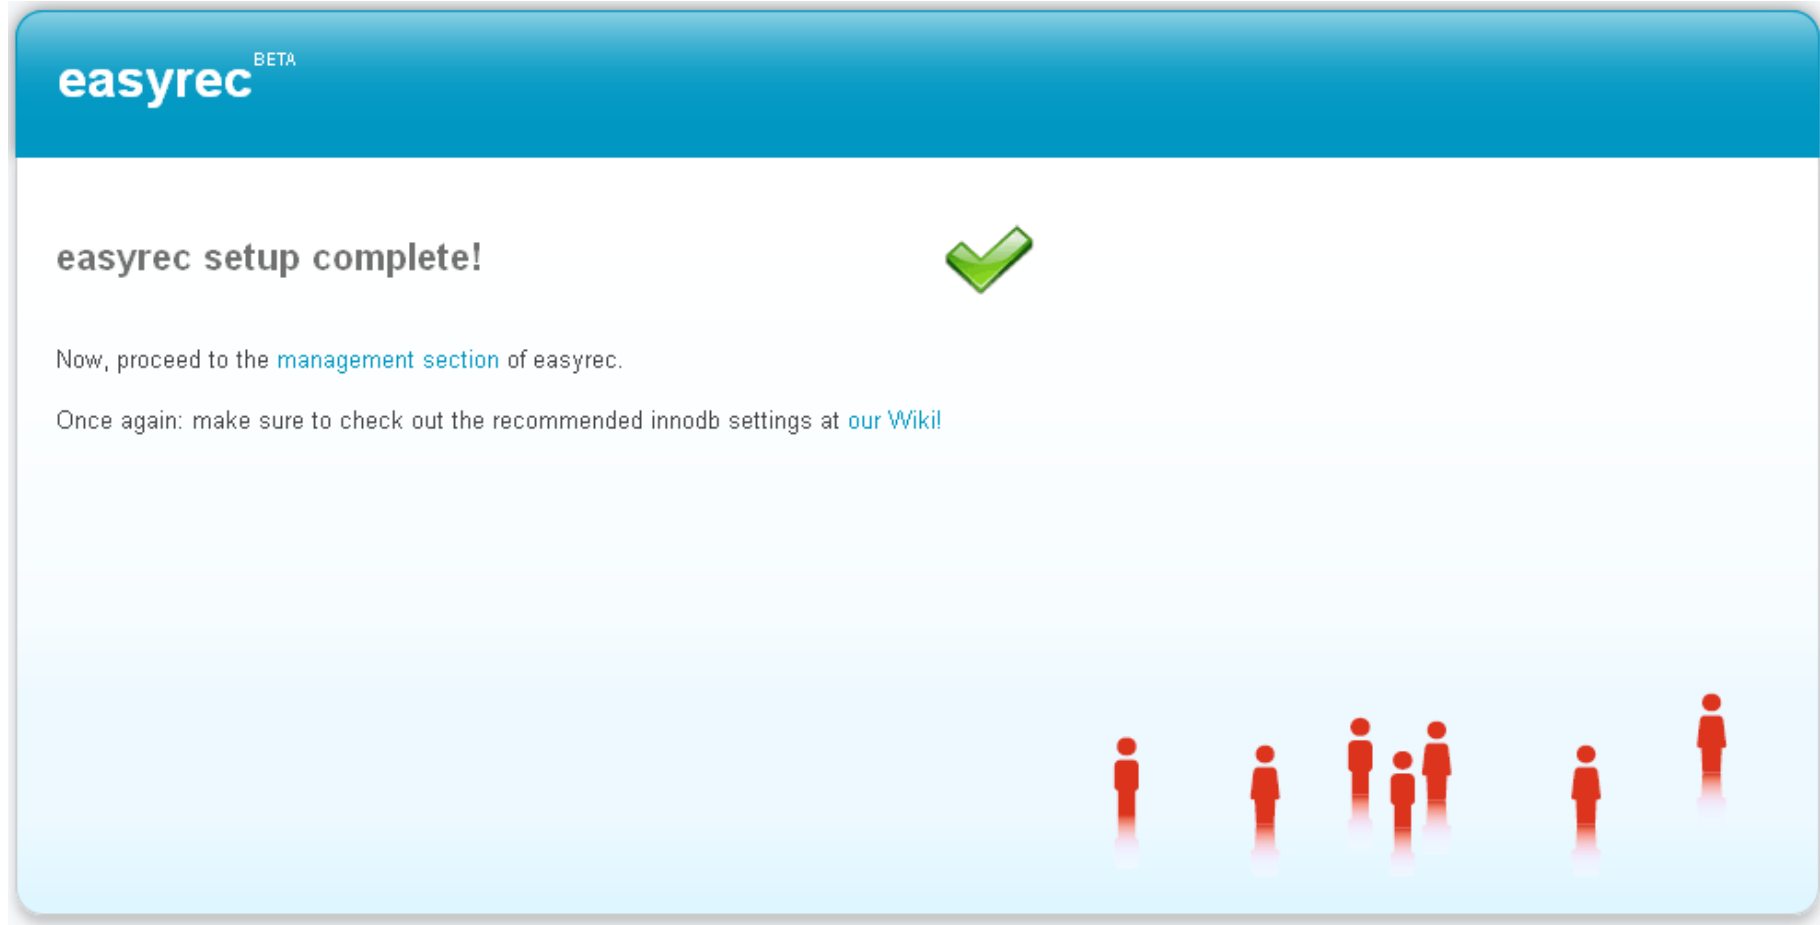 easyrec BETA
easyrec setup complete!
Now, proceed to the management section of easyrec.
Once again: make sure to check out the recommended innodb settings at our Wiki!